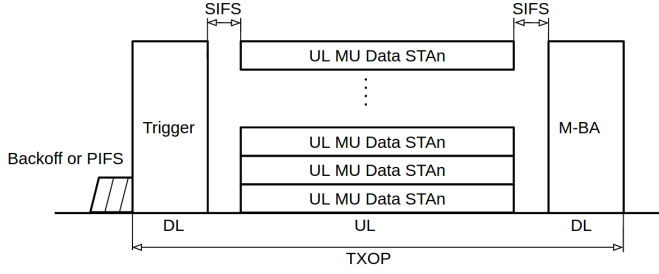 SIFS
SIFS
UL MU Data STAn
Trigger
UL MU Data STAn
M-BA
Backoff or PIFS
UL MU Data STAn
UL MU Data STAn
DL
UL
DL
TXOP